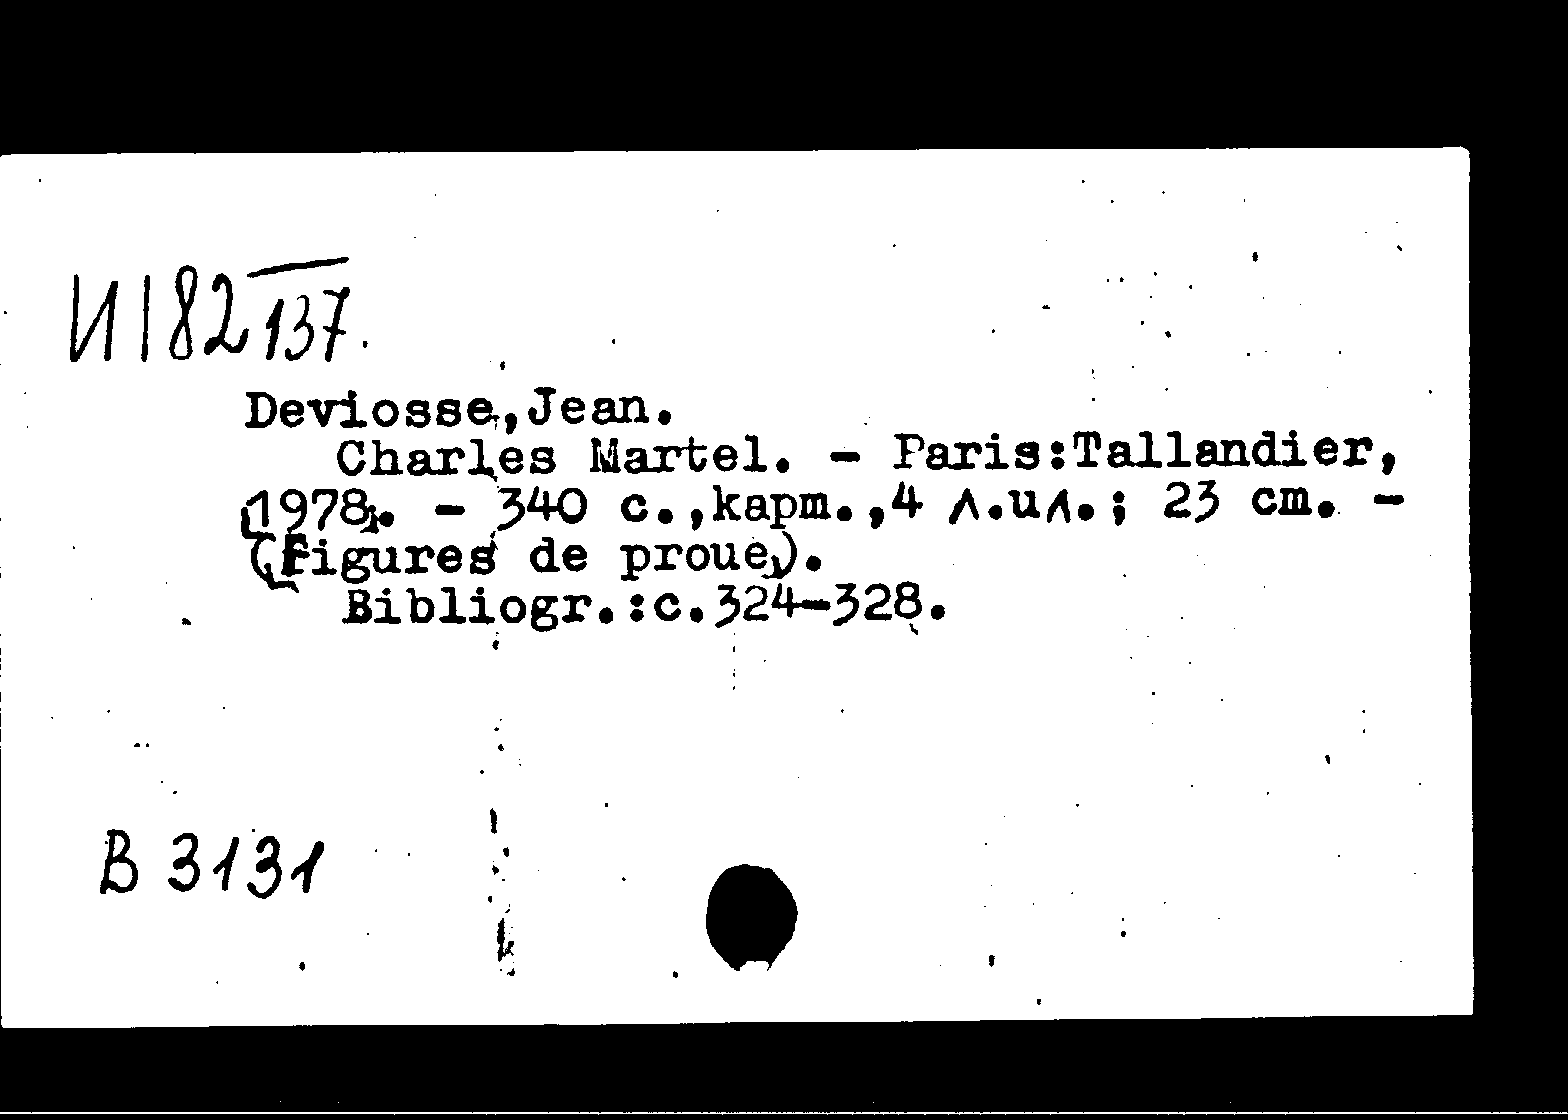 И182 137.
Deviosse,Jean.
Charles Martel. - Paris:Tallandier,
[1978]. - 340 c.,карт.,4 л.ил.; 23 cm. -
(Figures de proue).
Bibliogr.:c.324-328.
В 3131